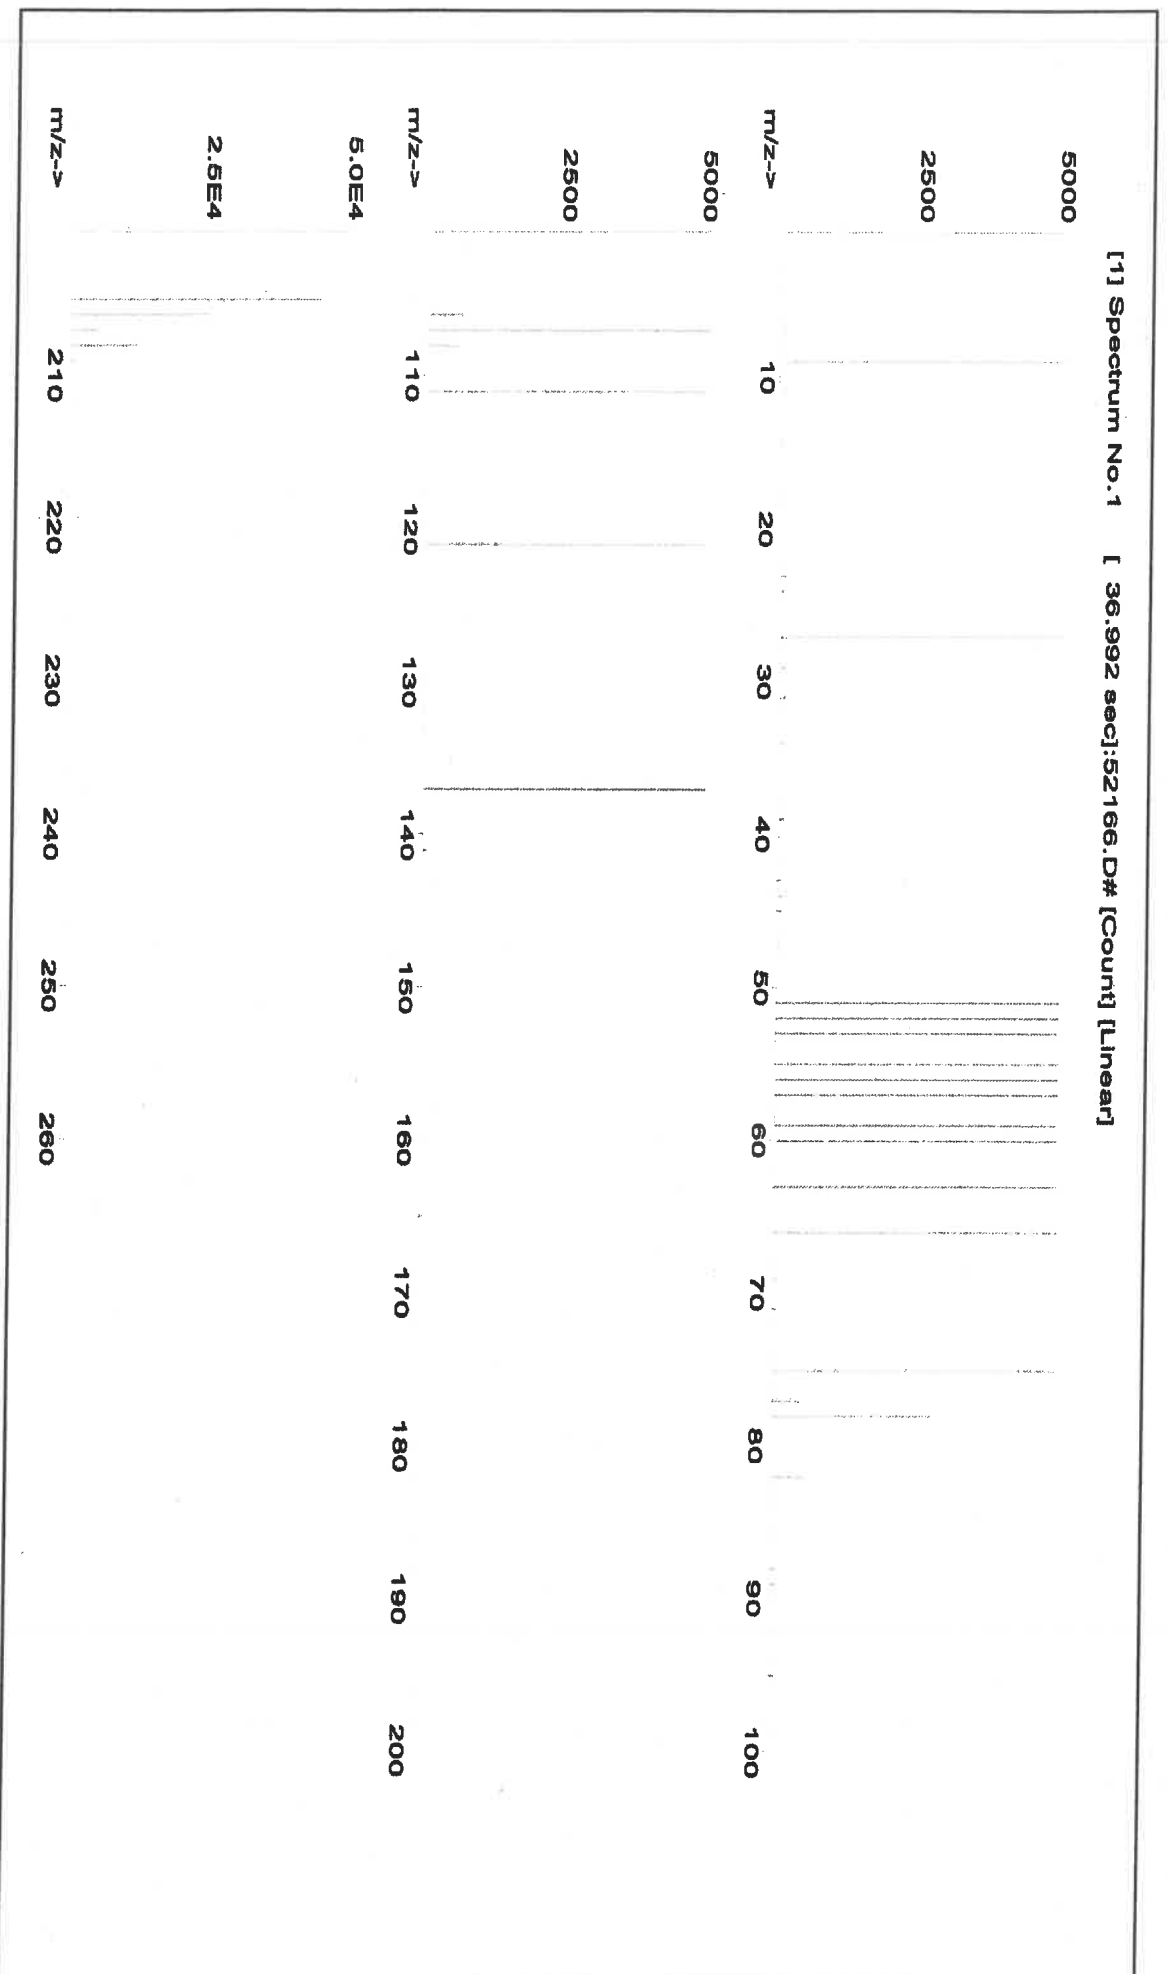 [1] Spectrum No.1 [ 36.992 sec]:52166.D# [Count] [Linear]
5000
2500
m/z-> 10 20 30 40 50 60 70 80 90 100
5000
2500
m/z-> 110 120 130 140 150 160 170 180 190 200
5.0E4
2.5E4
m/z-> 210 220 230 240 250 260